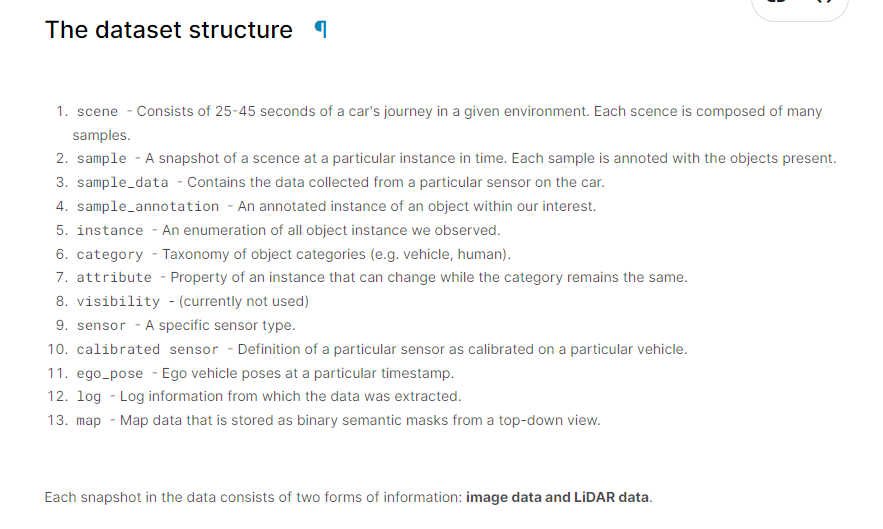 The dataset structure ¶
1. scene - Consists of 25-45 seconds of a car's journey in a given environment. Each scence is composed of many
samples.
2. sample - A snapshot of a scence at a particular instance in time. Each sample is annoted with the objects present.
3. sample_data - Contains the data collected from a particular sensor on the car.
4. sample_annotation - An annotated instance of an object within our interest.
5. instance - An enumeration of all object instance we observed.
6. category - Taxonomy of object categories (e.g. vehicle, human).
7. attribute - Property of an instance that can change while the category remains the same.
8. visibility - (currently not used)
9. sensor - A specific sensor type.
10. calibrated sensor - Definition of a particular sensor as calibrated on a particular vehicle.
11. ego_pose - Ego vehicle poses at a particular timestamp.
12. log - Log information from which the data was extracted.
13. map - Map data that is stored as binary semantic masks from a top-down view.
Each snapshot in the data consists of two forms of information: image data and LiDAR data.